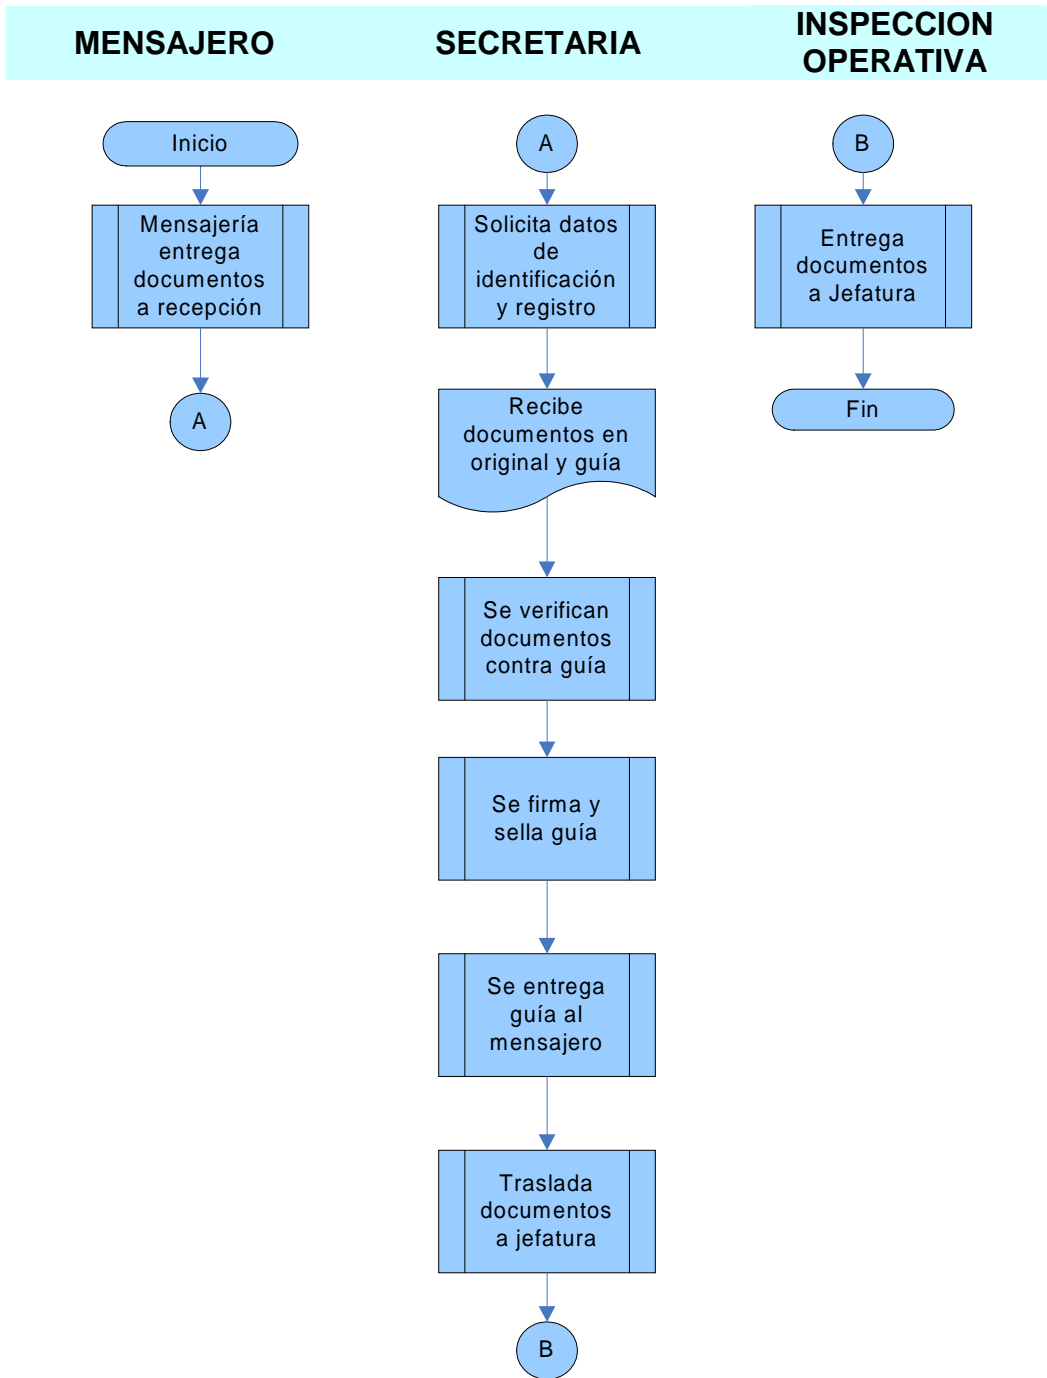 MENSAJERO
SECRETARIA
INSPECCION
OPERATIVA
Inicio
Mensajería
entrega
documentos
a recepción
A
A
Solicita datos
de
identificación
y registro
Recibe
documentos en
original y guía
Se verifican
documentos
contra guía
Se firma y
sella guía
Se entrega
guía al
mensajero
Traslada
documentos
a jefatura
B
B
Entrega
documentos
a Jefatura
Fin